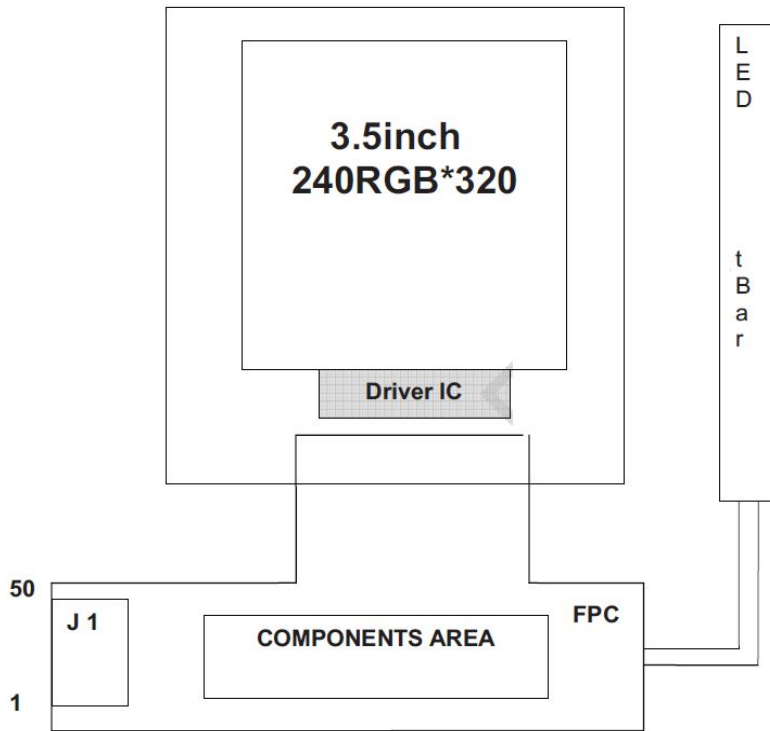 3.5inch
240RGB*320
Driver IC
L
E
D
t
B
a
r
50
J 1
1
COMPONENTS AREA
FPC